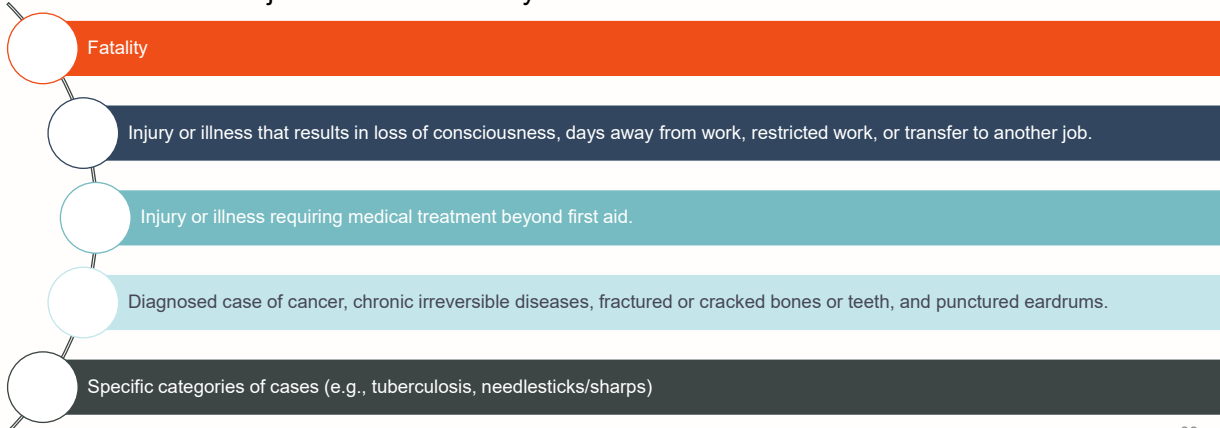 Fatality
Injury or illness that results in loss of consciousness, days away from work, restricted work, or transfer to another job.
Injury or illness requiring medical treatment beyond first aid.
Diagnosed case of cancer, chronic irreversible diseases, fractured or cracked bones or teeth, and punctured eardrums.
Specific categories of cases (e.g., tuberculosis, needlesticks/sharps)